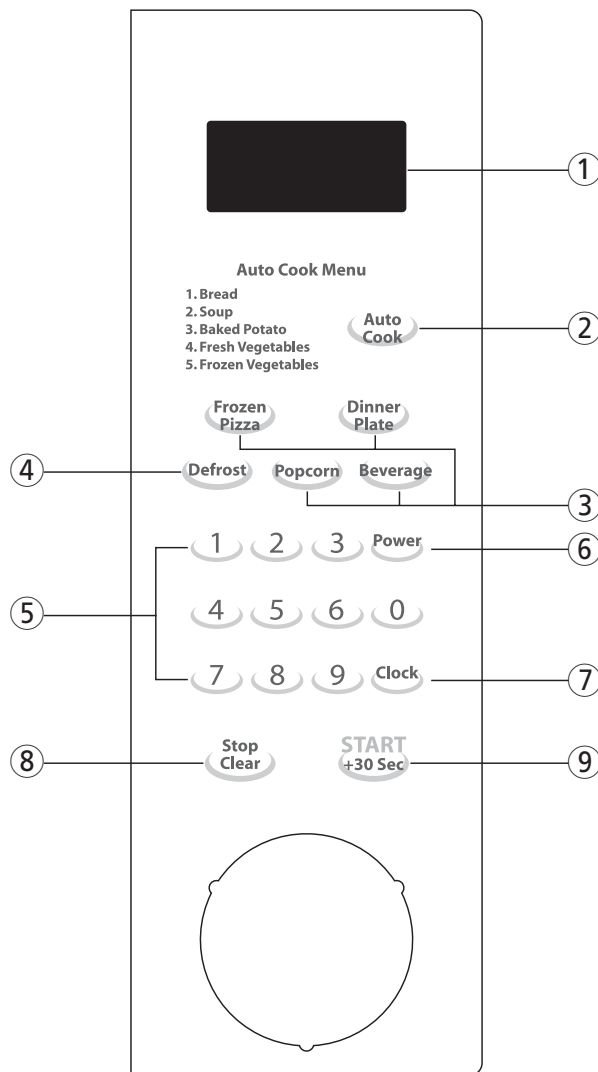 ①
Auto Cook Menu
1. Bread
2. Soup
3. Baked Potato
4. Fresh Vegetables
5. Frozen Vegetables
Auto
Cook
②
Frozen
Pizza
Dinner
Plate
④
Defrost
Popcorn
Beverage
③
1 2 3 Power
⑥
⑤
4 5 6 0
7 8 9 Clock
⑦
⑧
Stop
Clear
START
+30 Sec
⑨